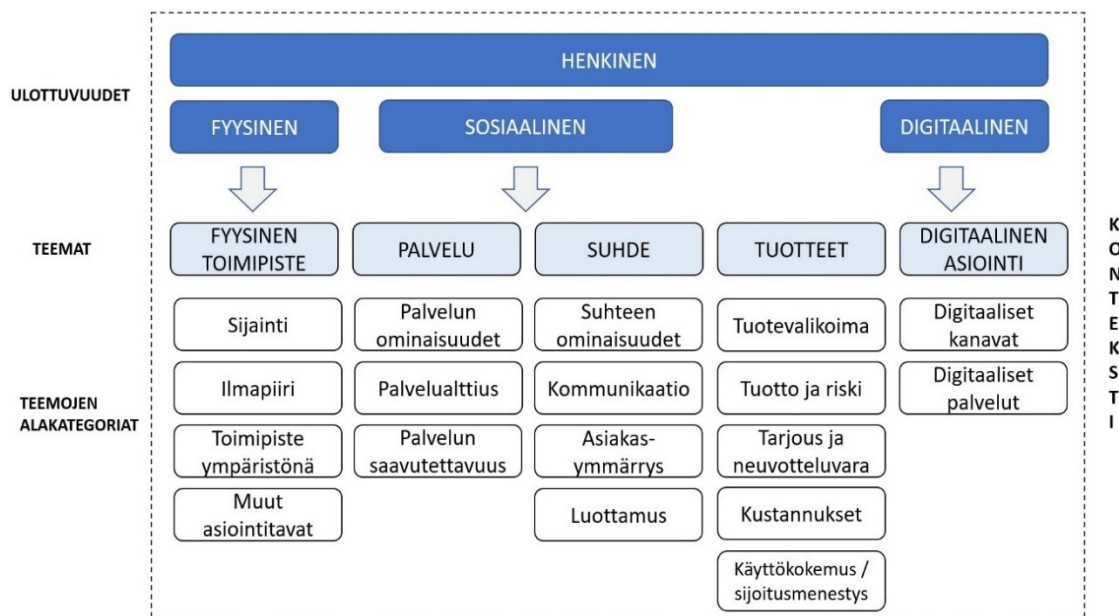 HENKINEN
ULOTTUVUUDET
FYYSINEN
SOSIAALINEN
DIGITAALINEN
TEEMAT
FYYSINEN
TOIMIPISTE
PALVELU
SUHDE
TUOTTEET
DIGITAALINEN
ASIOINTI
TEEMOJEN
ALAKATEGORIAT
Sijainti
Ilmapiiri
Toimipiste
ympäristönä
Muut
asiointitavat
Palvelun
ominaisuudet
Palvelualttius
Palvelun
saavutettavuus
Suhteen
ominaisuudet
Kommunikaatio
Asiakas-
ymmärrys
Luottamus
Tuotevalikoima
Tuotto ja riski
Tarjous ja
neuvotteluvara
Kustannukset
Käyttökokemus /
sijoitusmenestys
Digitaaliset
kanavat
Digitaaliset
palvelut
KONTEKSTI